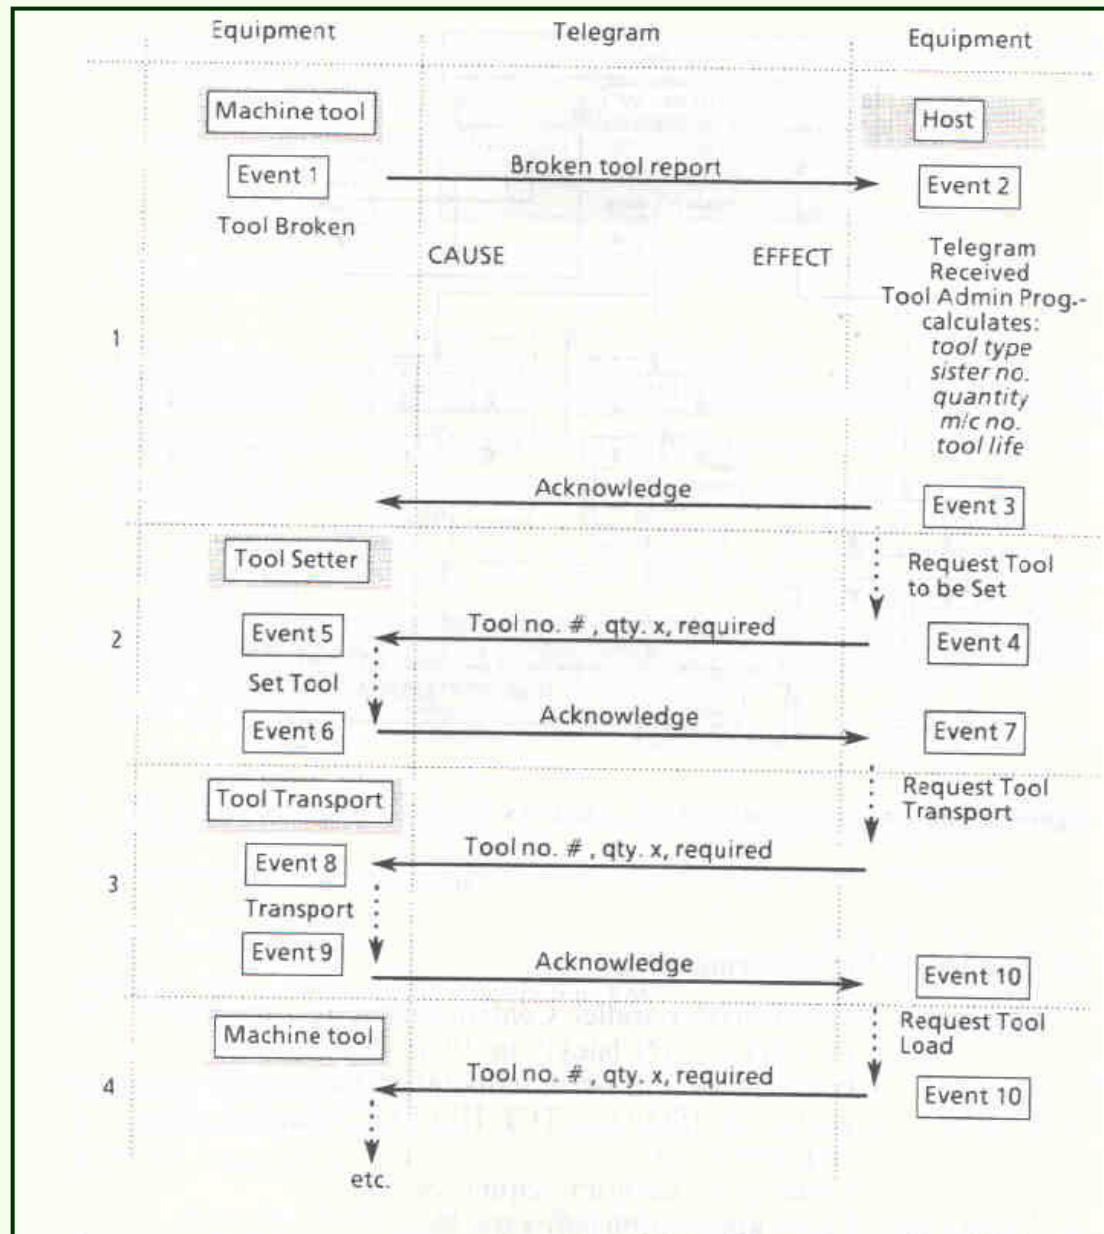 Equipment
Telegram
Equipment
Machine tool
Host
Event 1
Broken tool report
Event 2
Tool Broken
CAUSE
EFFECT
Telegram
Received
Tool Admin Prog.-
calculates:
tool type
sister no.
quantity
m/c no.
tool life
1
Acknowledge
Event 3
Tool Setter
Request Tool
to be Set
2
Event 5
Tool no. # , qty. x, required
Event 4
Set Tool
Event 6
Acknowledge
Event 7
Tool Transport
Request Tool
Transport
Event 8
Tool no. # , qty. x, required
3
Transport
Event 9
Acknowledge
Event 10
Machine tool
Request Tool
Load
4
Tool no. # , qty. x, required
Event 10
etc.